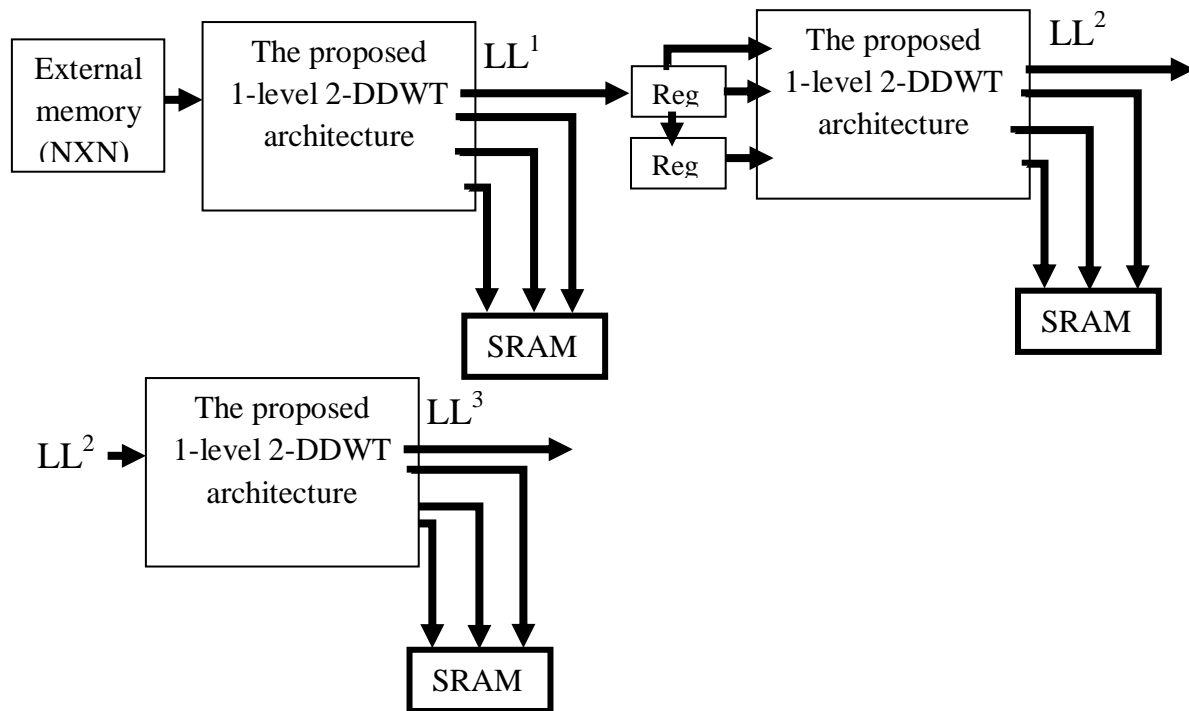 External
memory
(NXN)
The proposed
1-level 2-DDWT
architecture
LL¹
Reg
Reg
The proposed
1-level 2-DDWT
architecture
LL²
SRAM
SRAM
LL²
The proposed
1-level 2-DDWT
architecture
LL³
SRAM